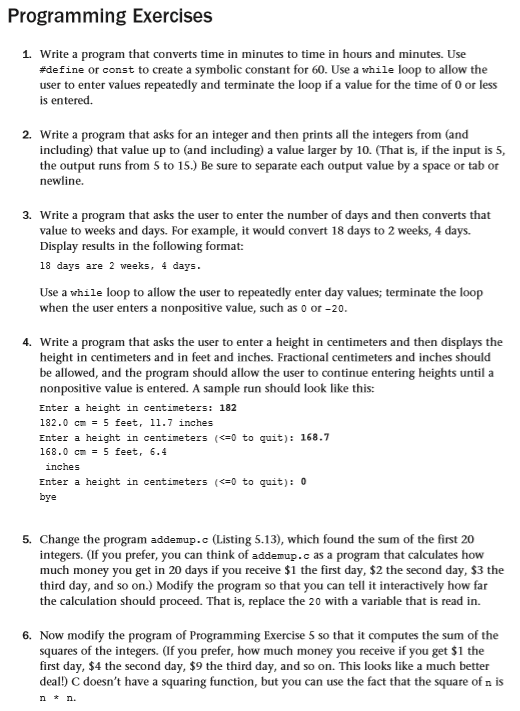 Programming Exercises
1. Write a program that converts time in minutes to time in hours and minutes. Use
#define or const to create a symbolic constant for 60. Use a while loop to allow the
user to enter values repeatedly and terminate the loop if a value for the time of 0 or less
is entered.
2. Write a program that asks for an integer and then prints all the integers from (and
including) that value up to (and including) a value larger by 10. (That is, if the input is 5,
the output runs from 5 to 15.) Be sure to separate each output value by a space or tab or
newline.
3. Write a program that asks the user to enter the number of days and then converts that
value to weeks and days. For example, it would convert 18 days to 2 weeks, 4 days.
Display results in the following format:
18 days are 2 weeks, 4 days.
Use a while loop to allow the user to repeatedly enter day values; terminate the loop
when the user enters a nonpositive value, such as 0 or -20.
4. Write a program that asks the user to enter a height in centimeters and then displays the
height in centimeters and in feet and inches. Fractional centimeters and inches should
be allowed, and the program should allow the user to continue entering heights until a
nonpositive value is entered. A sample run should look like this:
Enter a height in centimeters: 182
182.0 cm = 5 feet, 11.7 inches
Enter a height in centimeters (<=0 to quit): 168.7
168.0 cm = 5 feet, 6.4
inches
Enter a height in centimeters (<=0 to quit): 0
bye
5. Change the program addemup.c (Listing 5.13), which found the sum of the first 20
integers. (If you prefer, you can think of addemup.c as a program that calculates how
much money you get in 20 days if you receive $1 the first day, $2 the second day, $3 the
third day, and so on.) Modify the program so that you can tell it interactively how far
the calculation should proceed. That is, replace the 20 with a variable that is read in.
6. Now modify the program of Programming Exercise 5 so that it computes the sum of the
squares of the integers. (If you prefer, how much money you receive if you get $1 the
first day, $4 the second day, $9 the third day, and so on. This looks like a much better
deal!) C doesn't have a squaring function, but you can use the fact that the square of n is
n * n.